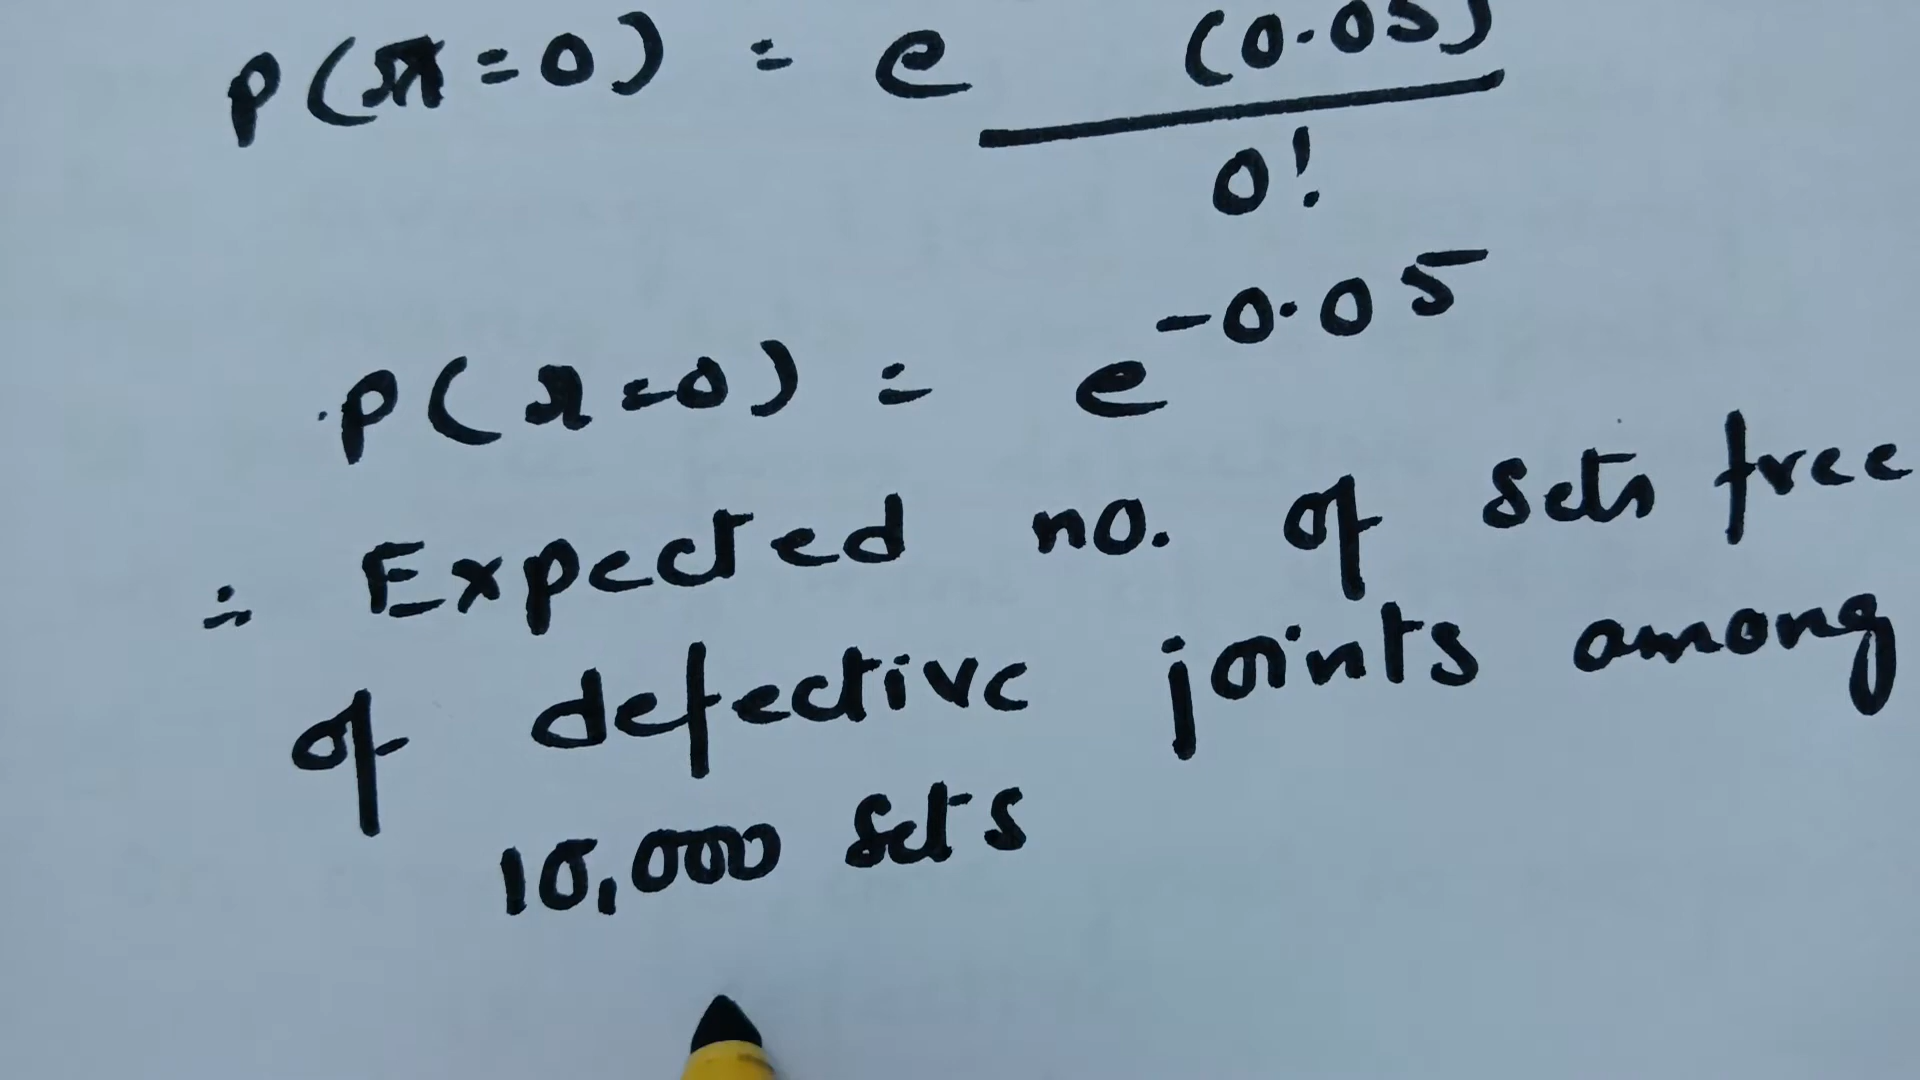 P(x=0) = e (0.05)
0!
P(x=0) = e^-0.05
∴ Expected no. of sets free
of defective joints among
10,000 sets